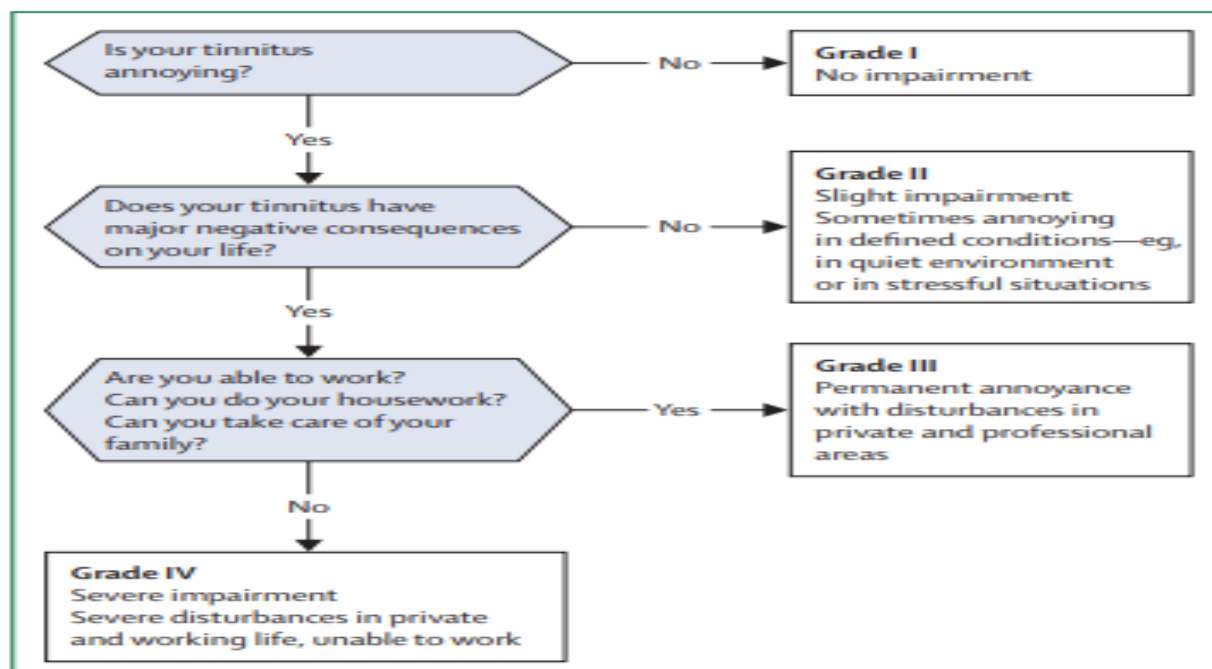 Is your tinnitus
annoying?
No
Grade I
No impairment
Yes
Does your tinnitus have
major negative consequences
on your life?
No
Grade II
Slight impairment
Sometimes annoying
in defined conditions—eg,
in quiet environment
or in stressful situations
Yes
Are you able to work?
Can you do your housework?
Can you take care of your
family?
Yes
Grade III
Permanent annoyance
with disturbances in
private and professional
areas
No
Grade IV
Severe impairment
Severe disturbances in private
and working life, unable to work